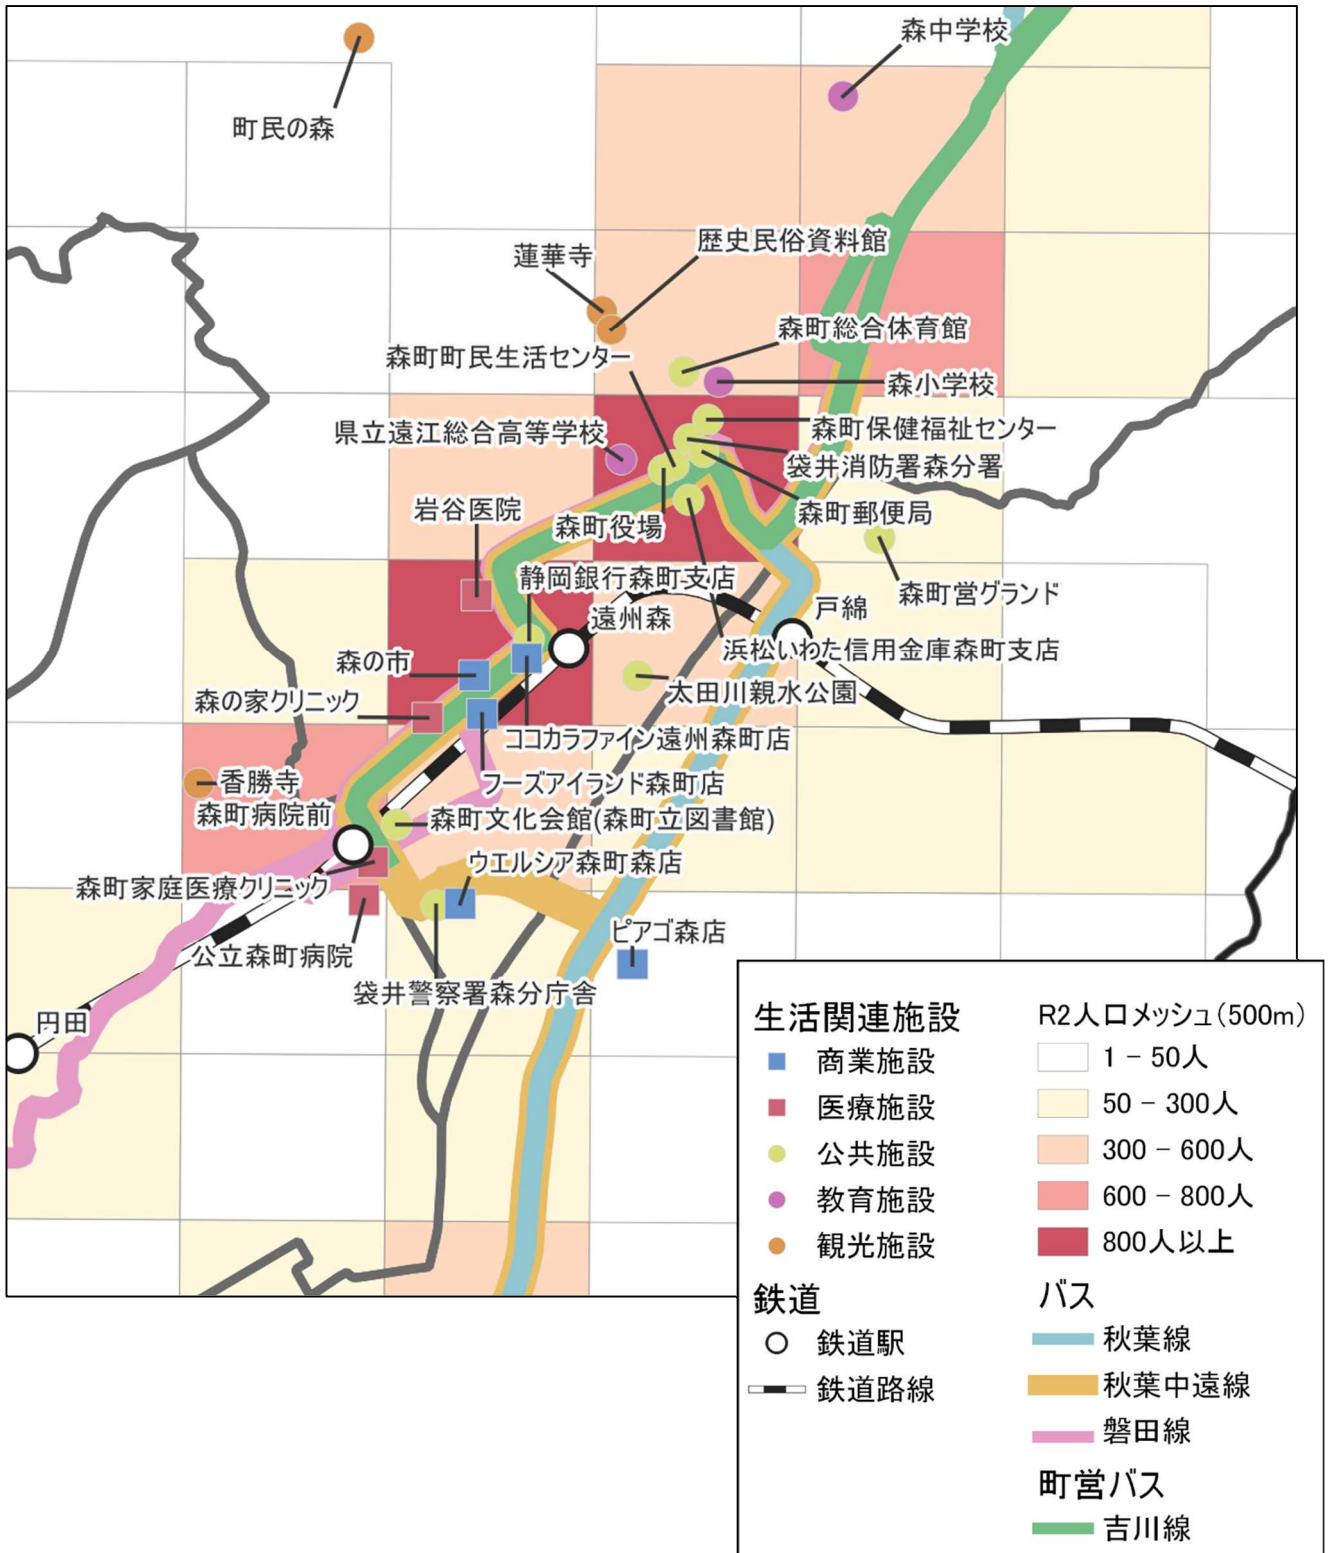 森中学校
町民の森
歴史民俗資料館
蓮華寺
森町総合体育館
森町町民生活センター
森小学校
県立遠江総合高等学校
森町保健福祉センター
袋井消防署森分署
岩谷医院
森町役場
森町郵便局
静岡銀行森町支店
森町営グランド
遠州森
戸綿
浜松いわた信用金庫森町支店
森の市
太田川親水公園
森の家クリニック
ココカラファイン遠州森町店
香勝寺
フーズアイランド森町店
森町病院前
森町文化会館(森町立図書館)
ウエルシア森町森店
森町家庭医療クリニック
ピアゴ森店
公立森町病院
袋井警察署森分庁舎
円田
生活関連施設
商業施設
医療施設
公共施設
教育施設
観光施設
鉄道
鉄道駅
鉄道路線
R2人口メッシュ(500m)
1 - 50人
50 - 300人
300 - 600人
600 - 800人
800人以上
バス
秋葉線
秋葉中遠線
磐田線
町営バス
吉川線